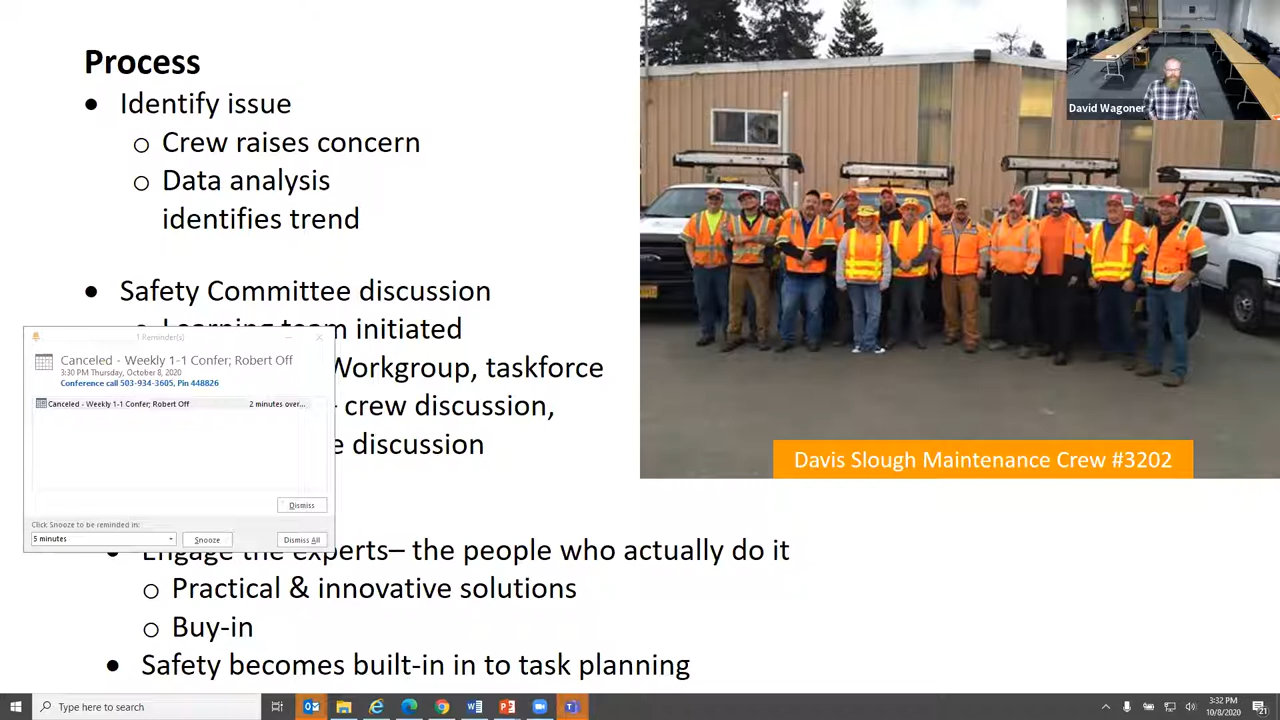 Process
Identify issue
Crew raises concern
Data analysis
identifies trend
Safety Committee discussion
Learning team initiated
Workgroup, taskforce
crew discussion,
discussion
Engage the experts– the people who actually do it
Practical & innovative solutions
Buy-in
Safety becomes built-in in to task planning
David Wagoner
Davis Slough Maintenance Crew #3202
1 Reminder(s)
Canceled - Weekly 1-1 Confer; Robert Off
3:30 PM Thursday, October 8, 2020
Conference call 503-934-3605, Pin 448826
Canceled - Weekly 1-1 Confer; Robert Off 2 minutes over...
Dismiss
Click Snooze to be reminded in:
5 minutes
Snooze
Dismiss All
Type here to search
3:32 PM
10/8/2020
21